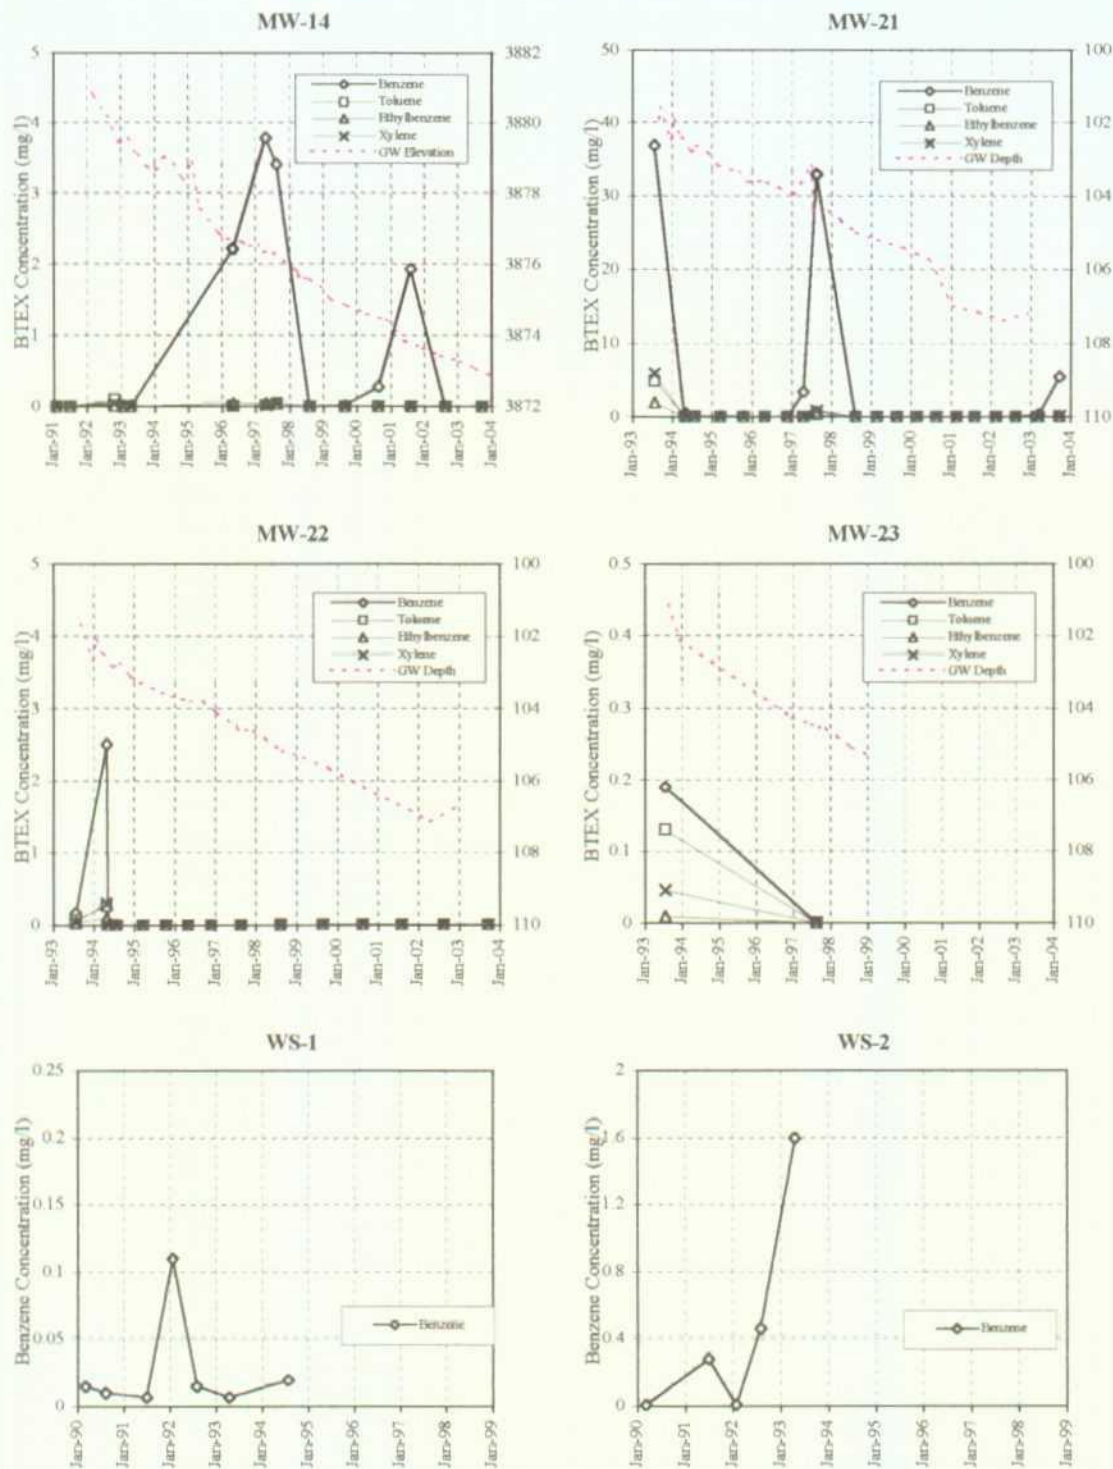 MW-14
BTEX Concentration (mg/l)
5
4
3
2
1
0
3882
3880
3878
3876
3874
3872
Benzene
Toluene
Ethylbenzene
Xylene
GW Elevation
Jan-91
Jan-92
Jan-93
Jan-94
Jan-95
Jan-96
Jan-97
Jan-98
Jan-99
Jan-00
Jan-01
Jan-02
Jan-03
Jan-04
MW-21
BTEX Concentration (mg/l)
50
40
30
20
10
0
100
102
104
106
108
110
Benzene
Toluene
Ethylbenzene
Xylene
GW Depth
Jan-93
Jan-94
Jan-95
Jan-96
Jan-97
Jan-98
Jan-99
Jan-00
Jan-01
Jan-02
Jan-03
Jan-04
MW-22
BTEX Concentration (mg/l)
5
4
3
2
1
0
100
102
104
106
108
110
Benzene
Toluene
Ethylbenzene
Xylene
GW Depth
Jan-93
Jan-94
Jan-95
Jan-96
Jan-97
Jan-98
Jan-99
Jan-00
Jan-01
Jan-02
Jan-03
Jan-04
MW-23
BTEX Concentration (mg/l)
0.5
0.4
0.3
0.2
0.1
0
100
102
104
106
108
110
Benzene
Toluene
Ethylbenzene
Xylene
GW Depth
Jan-93
Jan-94
Jan-95
Jan-96
Jan-97
Jan-98
Jan-99
Jan-00
Jan-01
Jan-02
Jan-03
Jan-04
WS-1
Benzene Concentration (mg/l)
0.25
0.2
0.15
0.1
0.05
0
Benzene
Jan-90
Jan-91
Jan-92
Jan-93
Jan-94
Jan-95
Jan-96
Jan-97
Jan-98
Jan-99
WS-2
Benzene Concentration (mg/l)
2
1.6
1.2
0.8
0.4
0
Benzene
Jan-90
Jan-91
Jan-92
Jan-93
Jan-94
Jan-95
Jan-96
Jan-97
Jan-98
Jan-99